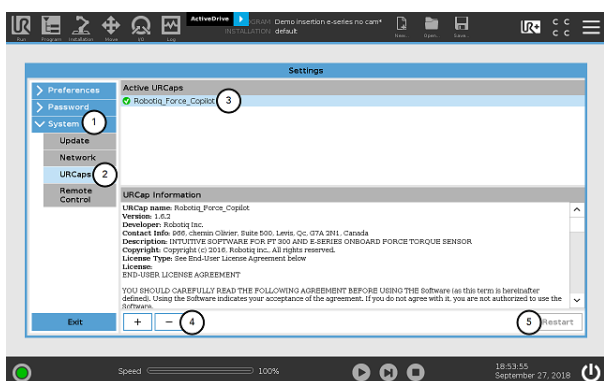 ActiveDrive
PROGRAM Demo insertion e-series no cam*
INSTALLATION default
Run
Program
Installation
Move
I/O
Log
New...
Open...
Save...
UR+
C C
C C
Settings
Preferences
Password
System 1
Update
Network
URCaps 2
Remote
Control
Exit
Active URCaps
Robotiq_Force_Copilot 3
URCap Information
URCap name: Robotiq_Force_Copilot
Version: 1.6.2
Developer: Robotiq Inc.
Contact Info: 966, chemin Olivier, Suite 500, Levis, Qc, G7A 2N1, Canada
Description: INTUITIVE SOFTWARE FOR FT 300 AND E-SERIES ONBOARD FORCE TORQUE SENSOR
Copyright: Copyright (c) 2016, Robotiq inc., All rights reserved.
License Type: See End-User License Agreement below
License:
END-USER LICENSE AGREEMENT
YOU SHOULD CAREFULLY READ THE FOLLOWING AGREEMENT BEFORE USING THE Software (as this term is hereinafter
defined). Using the Software indicates your acceptance of the agreement. If you do not agree with it, you are not authorized to use the
Software.
+ − 4
5 Restart
Speed 100%
18:53:55
September 27, 2018